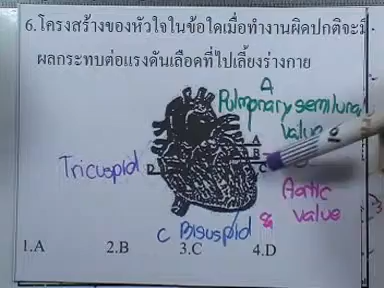 6.โครงสร้างของหัวใจในข้อใดเมื่อทำงานผิดปกติจะมี
ผลกระทบต่อแรงดันเลือดที่ไปเลี้ยงร่างกาย
A
Pulmonary semilunar
valve
A
B
C
D
Tricuspid
Aortic
valve
C Bisuspid &
1.A 2.B 3.C 4.D